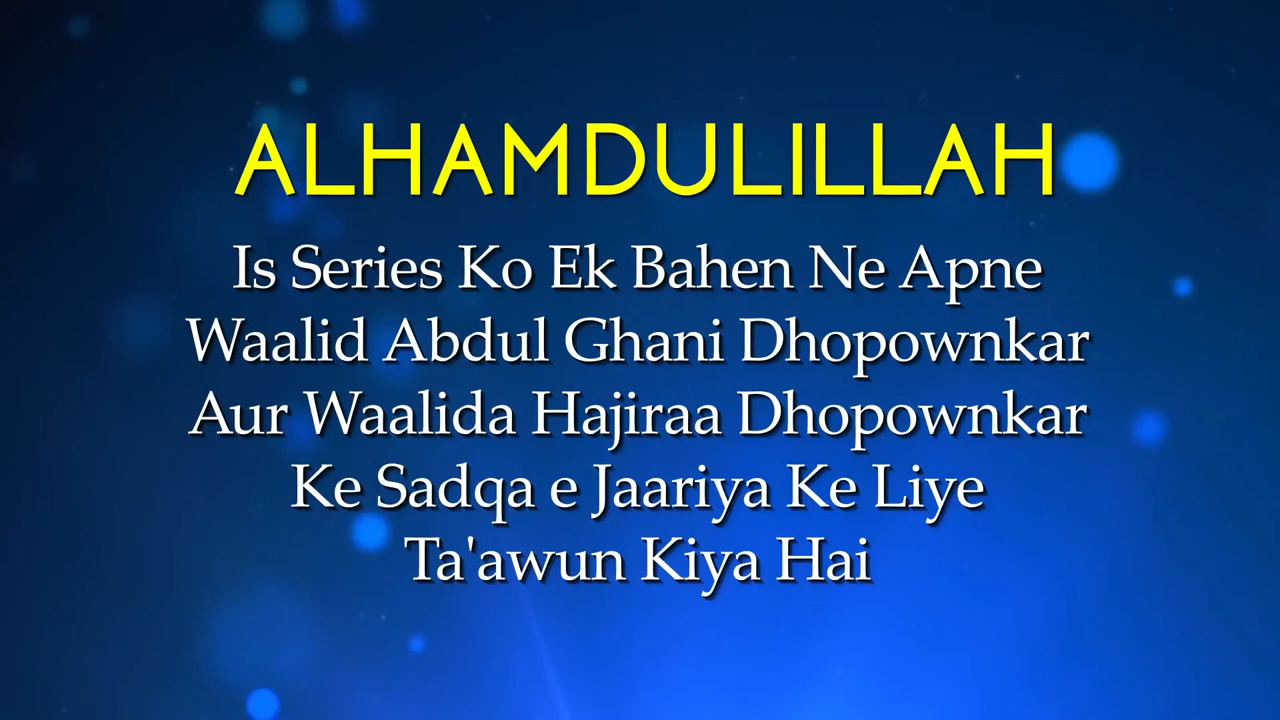 ALHAMDULILLAH
Is Series Ko Ek Bahen Ne Apne
Waalid Abdul Ghani Dhopownkar
Aur Waalida Hajiraa Dhopownkar
Ke Sadqa e Jaariya Ke Liye
Ta'awun Kiya Hai